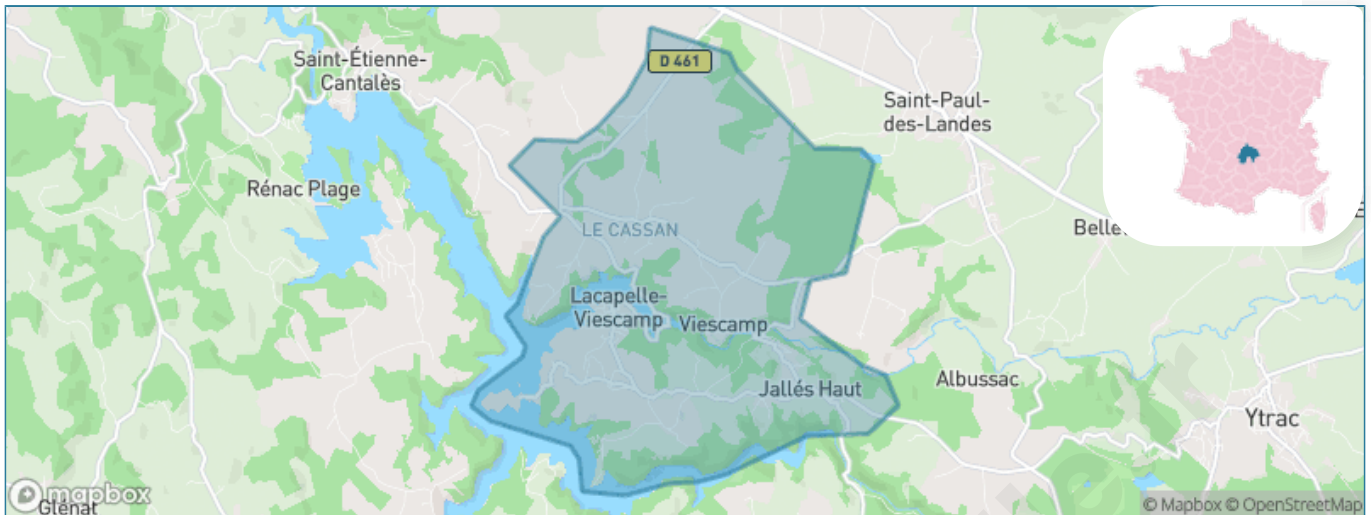 D 461
Saint-Étienne-
Cantalès
Saint-Paul-
des-Landes
Rénac Plage
LE CASSAN
Lacapelle-
Viescamp
Viescamp
Jallés Haut
Albussac
Ytrac
mapbox
Glénat
© Mapbox © OpenStreetMap